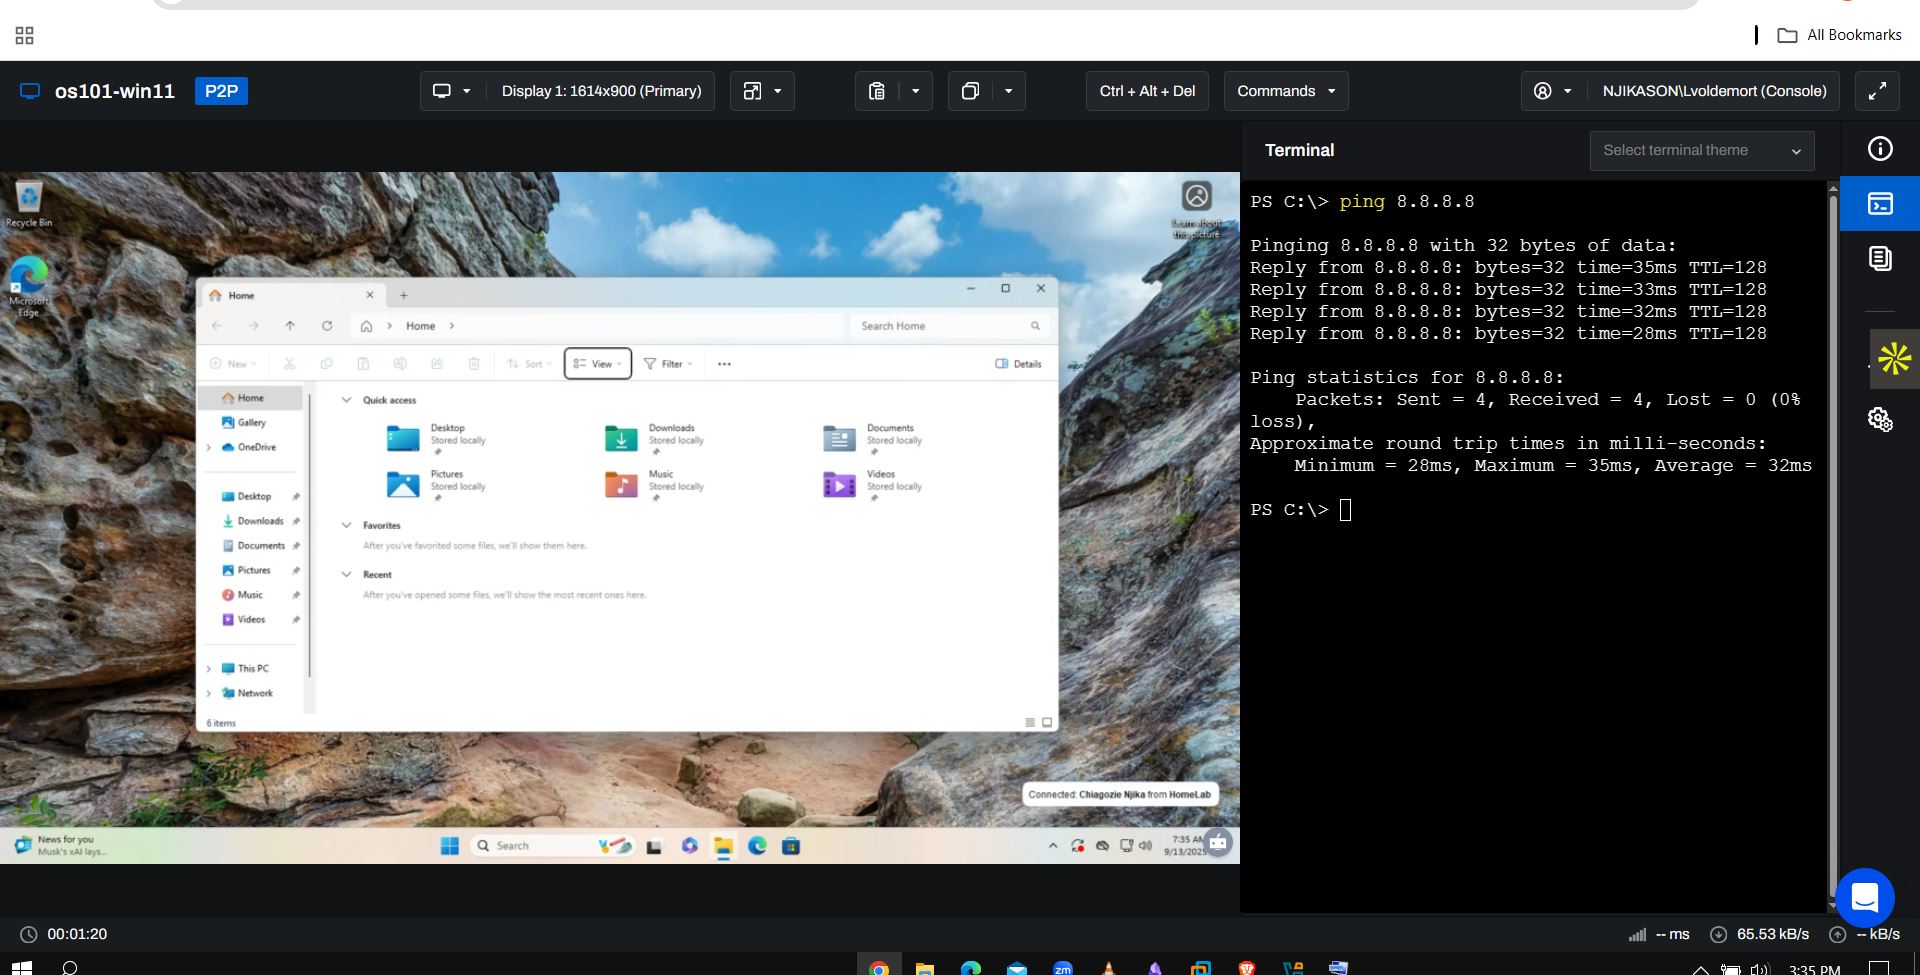 All Bookmarks
os101-win11
P2P
Display 1: 1614x900 (Primary)
Ctrl + Alt + Del
Commands
NJIKASON\Lvoldemort (Console)
Recycle Bin
Microsoft
Edge
Learn about
this picture
Home
Home
Search Home
New
Sort
View
Filter
Details
Home
Gallery
OneDrive
Desktop
Downloads
Documents
Pictures
Music
Videos
This PC
Network
6 items
Quick access
Desktop
Stored locally
Downloads
Stored locally
Documents
Stored locally
Pictures
Stored locally
Music
Stored locally
Videos
Stored locally
Favorites
After you've favorited some files, we'll show them here.
Recent
After you've opened some files, we'll show the most recent ones here.
Connected: Chiagozie Njika from HomeLab
News for you
Musk's xAI lays...
Search
7:35 AM
9/13/2025
Terminal
Select terminal theme
PS C:\> ping 8.8.8.8
Pinging 8.8.8.8 with 32 bytes of data:
Reply from 8.8.8.8: bytes=32 time=35ms TTL=128
Reply from 8.8.8.8: bytes=32 time=33ms TTL=128
Reply from 8.8.8.8: bytes=32 time=32ms TTL=128
Reply from 8.8.8.8: bytes=32 time=28ms TTL=128
Ping statistics for 8.8.8.8:
Packets: Sent = 4, Received = 4, Lost = 0 (0%
loss),
Approximate round trip times in milli-seconds:
Minimum = 28ms, Maximum = 35ms, Average = 32ms
PS C:\>
00:01:20
-- ms
65.53 kB/s
-- kB/s
zm
3:35 PM